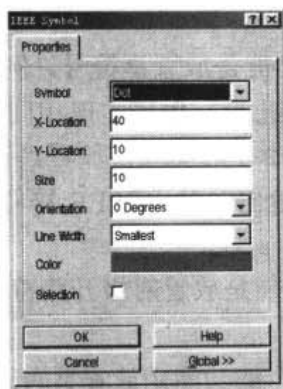 IEEE Symbol
Properties
Symbol Dot
X-Location 40
Y-Location 10
Size 10
Orientation 0 Degrees
Line Width Smallest
Color
Selection
OK Help
Cancel Global >>